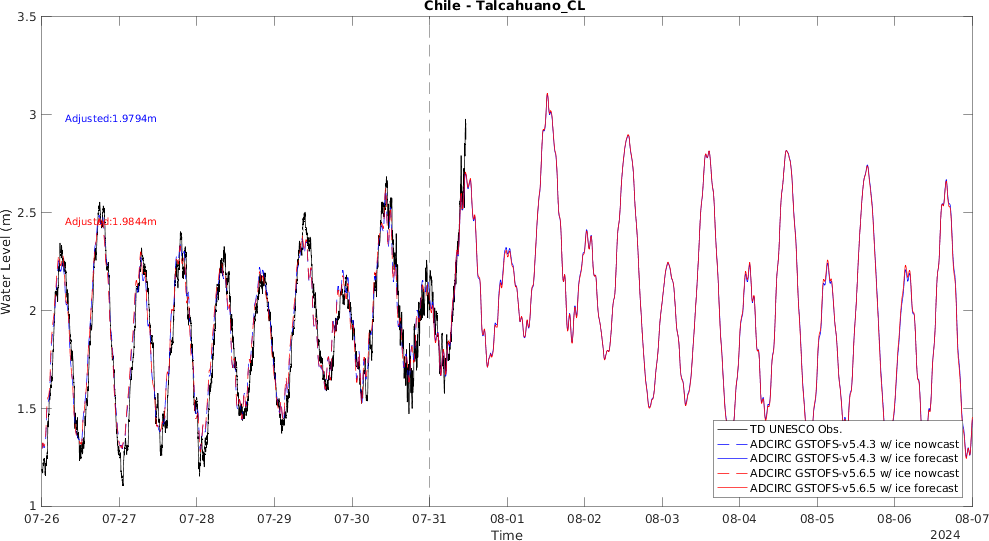 Chile - Talcahuano_CL
3.5
3
2.5
2
1.5
1
Water Level (m)
Adjusted:1.9794m
Adjusted:1.9844m
TD UNESCO Obs.
ADCIRC GSTOFS-v5.4.3 w/ ice nowcast
ADCIRC GSTOFS-v5.4.3 w/ ice forecast
ADCIRC GSTOFS-v5.6.5 w/ ice nowcast
ADCIRC GSTOFS-v5.6.5 w/ ice forecast
07-26 07-27 07-28 07-29 07-30 07-31 08-01 08-02 08-03 08-04 08-05 08-06 08-07
Time
2024